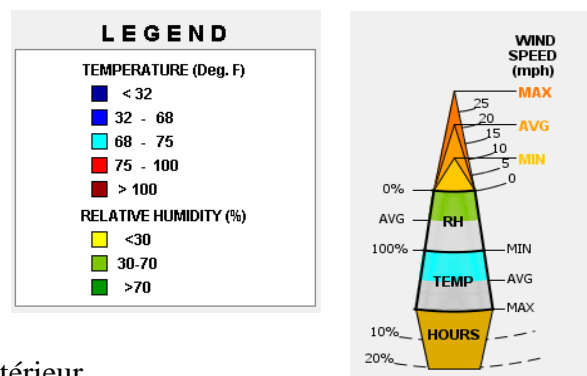 LEGEND
TEMPERATURE (Deg. F)
< 32
32 - 68
68 - 75
75 - 100
> 100
RELATIVE HUMIDITY (%)
<30
30-70
>70
WIND
SPEED
(mph)
MAX
25
20
AVG
15
10
MIN
5
0
0%
AVG
RH
100%
MIN
TEMP
AVG
MAX
HOURS
10%
20%
térieur